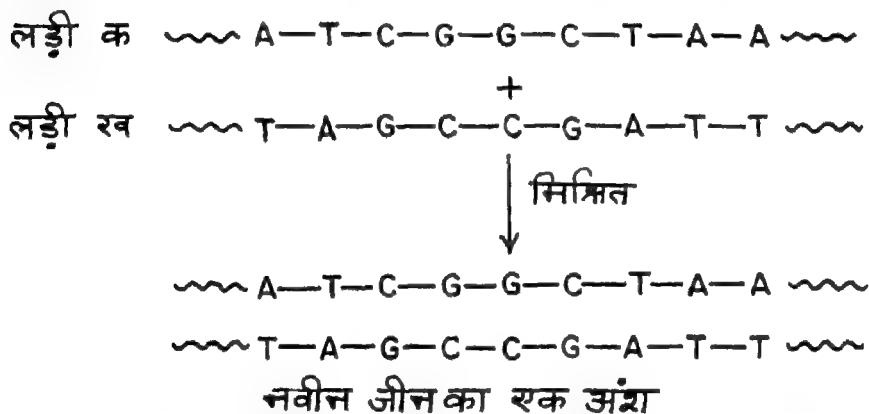 लड़ी क ~~~ A—T—C—G—G—C—T—A—A ~~~
+
लड़ी ख ~~~ T—A—G—C—C—G—A—T—T ~~~
मिश्रित
~~~ A—T—C—G—G—C—T—A—A ~~~
~~~ T—A—G—C—C—G—A—T—T ~~~
नवीन जीन का एक अंश